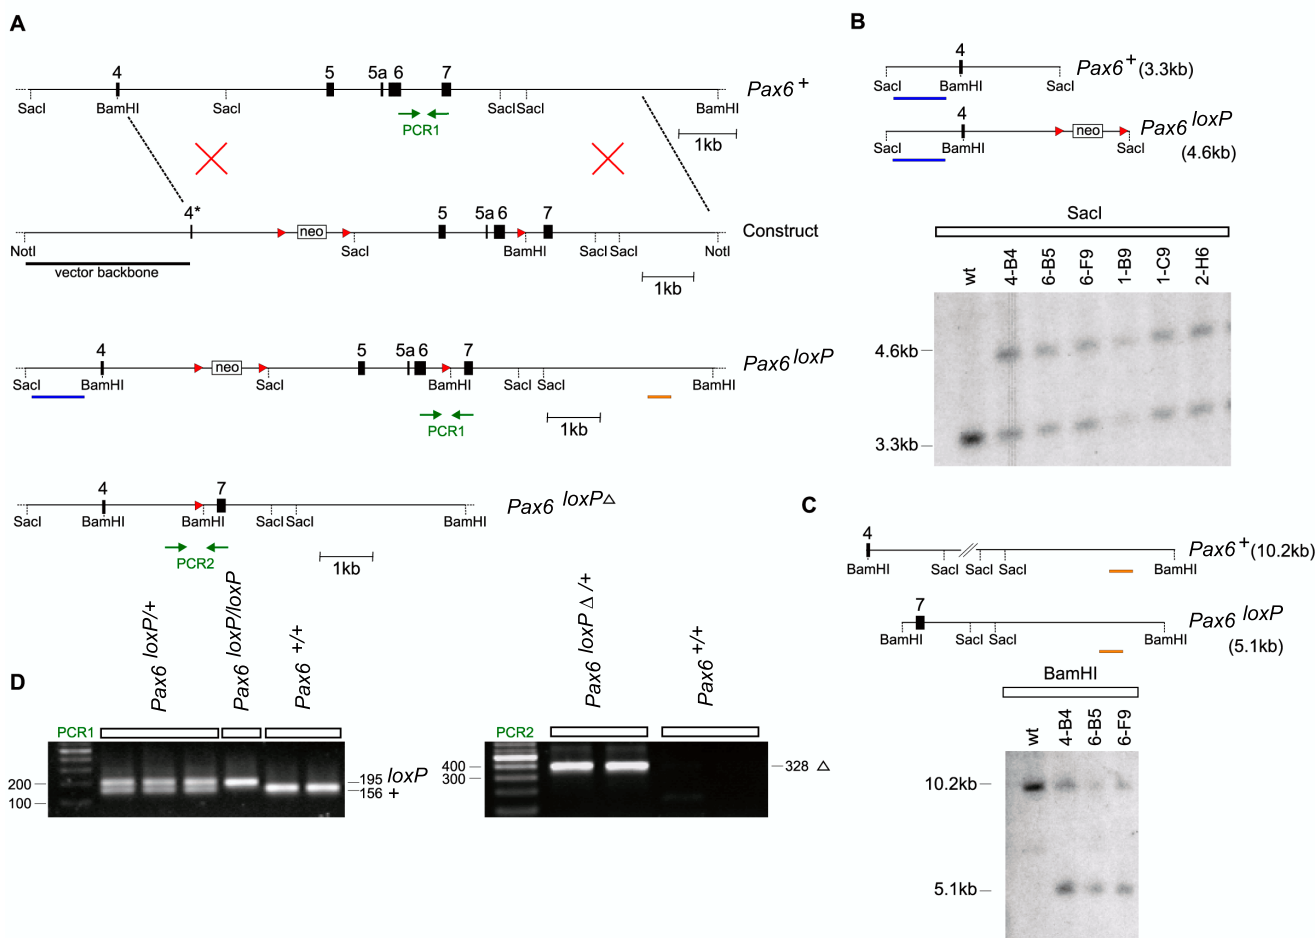 A
4 5 5a 6 7
SacI BamHI SacI SacI SacI BamHI
Pax6 +
PCR1
1kb
4* 5 5a 6 7
neo
Construct
NotI SacI BamHI SacI SacI NotI
vector backbone
1kb
4 5 5a 6 7
neo
Pax6 loxP
SacI BamHI SacI BamHI SacI SacI BamHI
PCR1
1kb
4 7
Pax6 loxP△
SacI BamHI BamHI SacI SacI BamHI
PCR2
1kb
B
4
Pax6 + (3.3kb)
SacI BamHI SacI
4
neo
Pax6 loxP
SacI BamHI SacI
(4.6kb)
SacI
wt 4-B4 6-B5 6-F9 1-B9 1-C9 2-H6
4.6kb
3.3kb
C
4
Pax6 + (10.2kb)
BamHI SacI SacI SacI BamHI
7
Pax6 loxP
BamHI SacI SacI BamHI
(5.1kb)
BamHI
wt 4-B4 6-B5 6-F9
10.2kb
5.1kb
D
Pax6 loxP/+ Pax6 loxP/loxP Pax6 +/+
PCR1
200
100
195 loxP
156 +
Pax6 loxP △/+ Pax6 +/+
PCR2
400
300
328 △